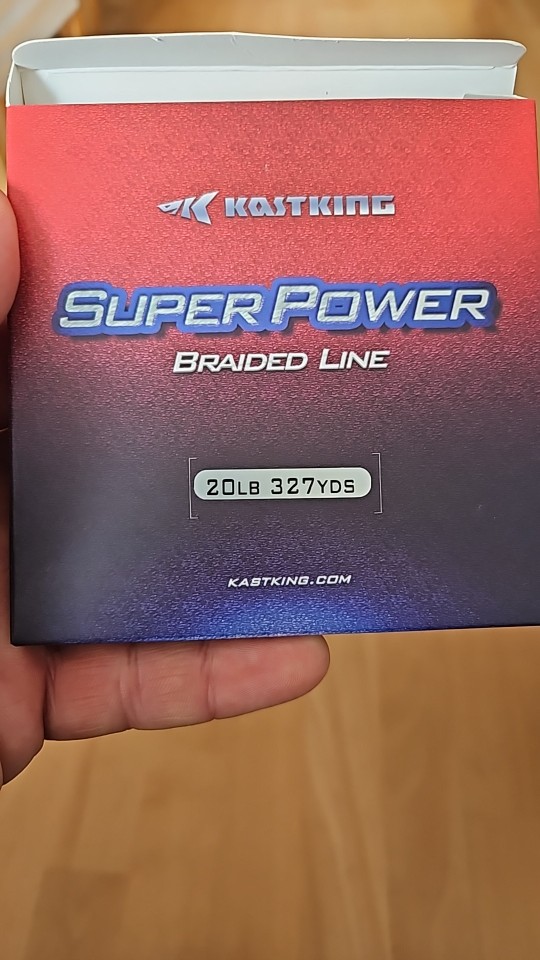 KASTKING
SUPER POWER
BRAIDED LINE
20LB 327YDS
KASTKING.COM